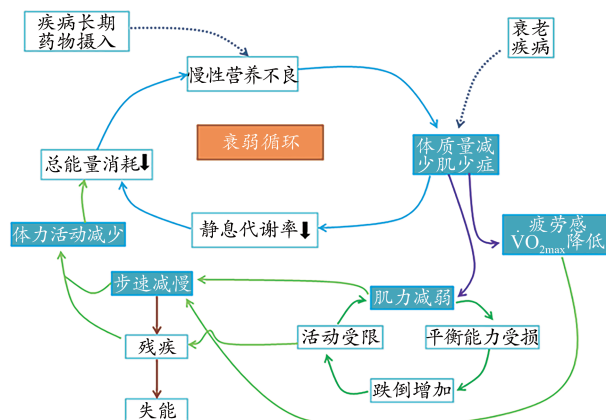 疾病长期
药物摄入
衰老
疾病
慢性营养不良
衰弱循环
体质量减
少肌少症
总能量消耗⬇
体力活动减少
静息代谢率⬇
疲劳感
V̇O₂max降低
步速减慢
肌力减弱
残疾
活动受限
平衡能力受损
跌倒增加
失能